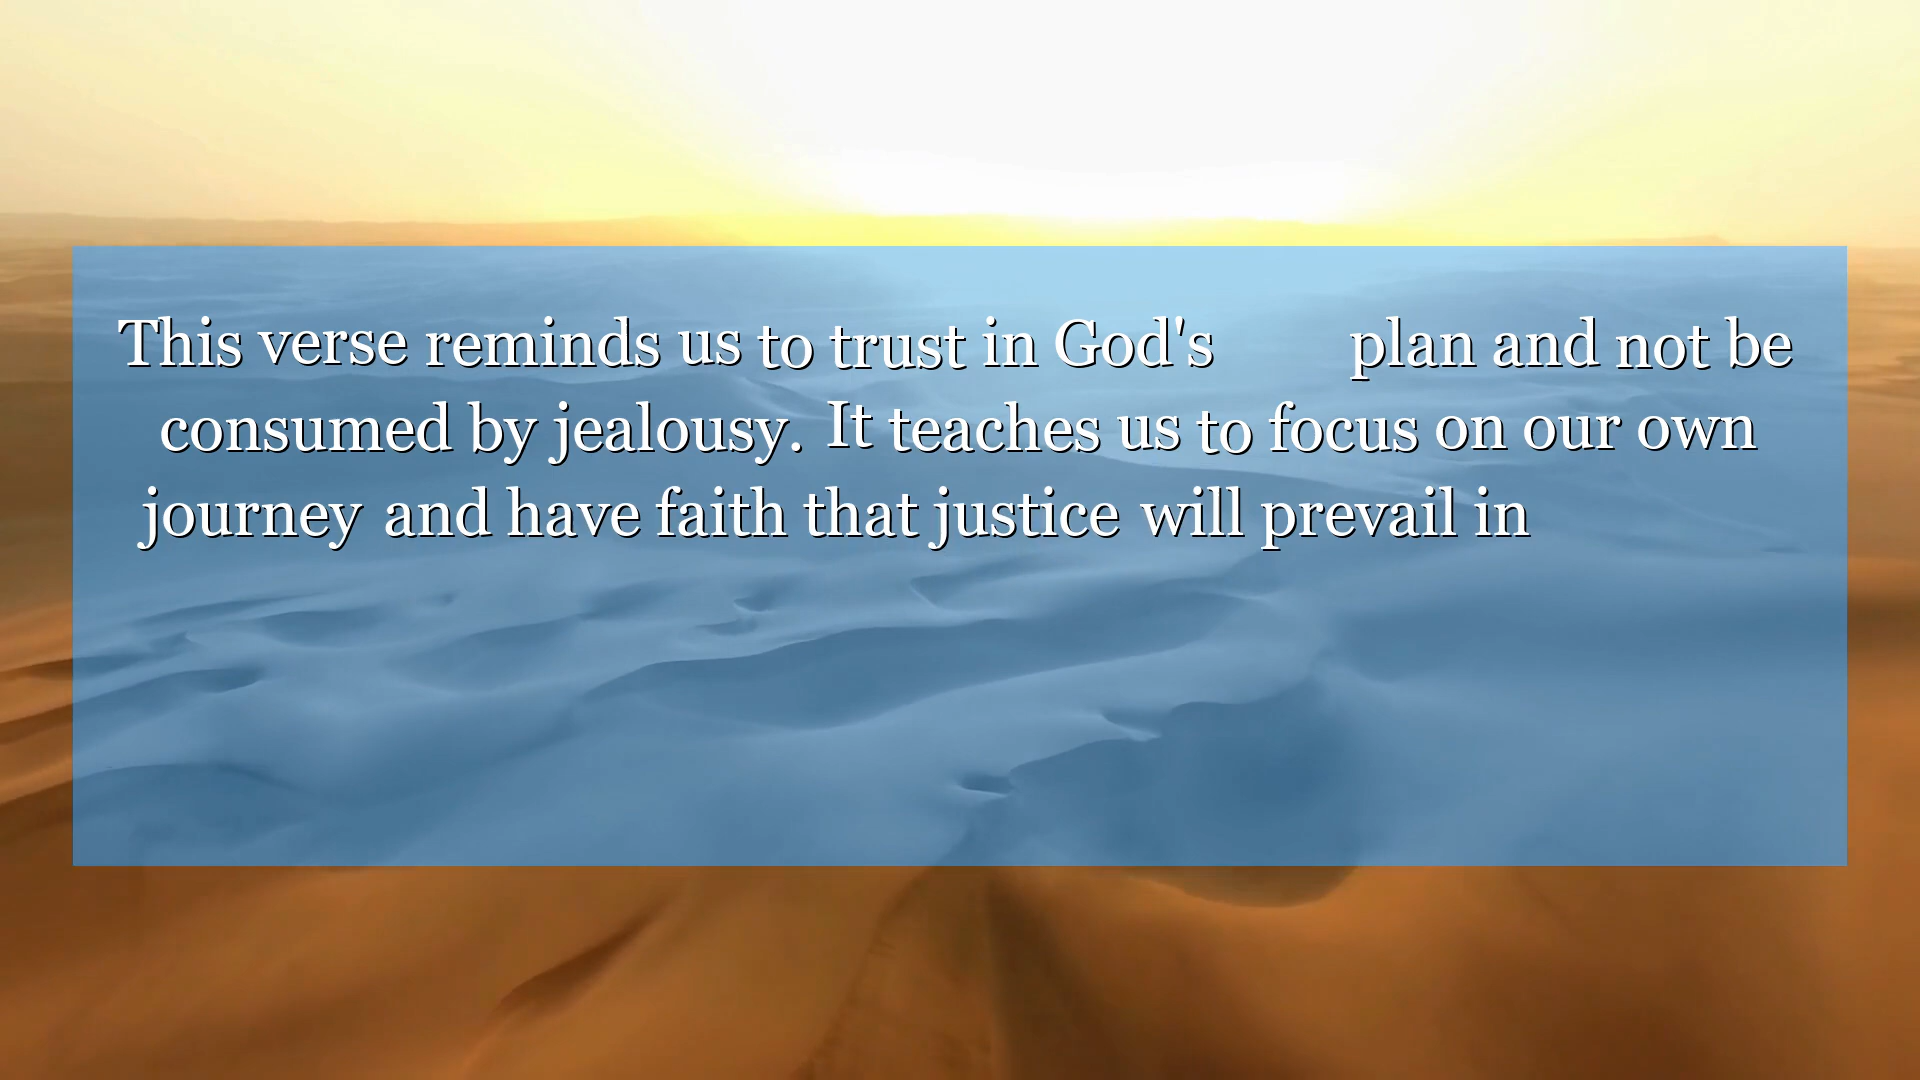 This verse reminds us to trust in God's plan and not be
consumed by jealousy. It teaches us to focus on our own
journey and have faith that justice will prevail in